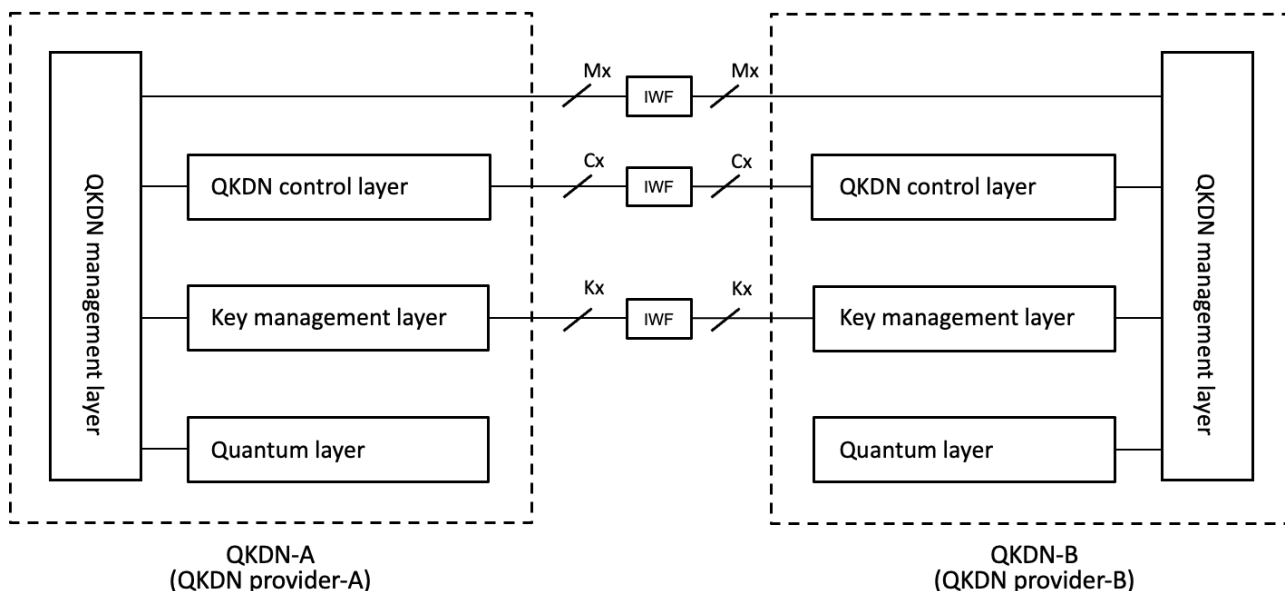 Mx
IWF
Mx
QKDN management layer
QKDN control layer
Cx
IWF
Cx
QKDN control layer
QKDN management layer
Key management layer
Kx
IWF
Kx
Key management layer
Quantum layer
Quantum layer
QKDN-A
(QKDN provider-A)
QKDN-B
(QKDN provider-B)